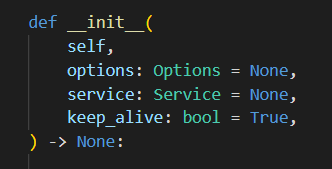 def __init__(
    self,
    options: Options = None,
    service: Service = None,
    keep_alive: bool = True,
) -> None: